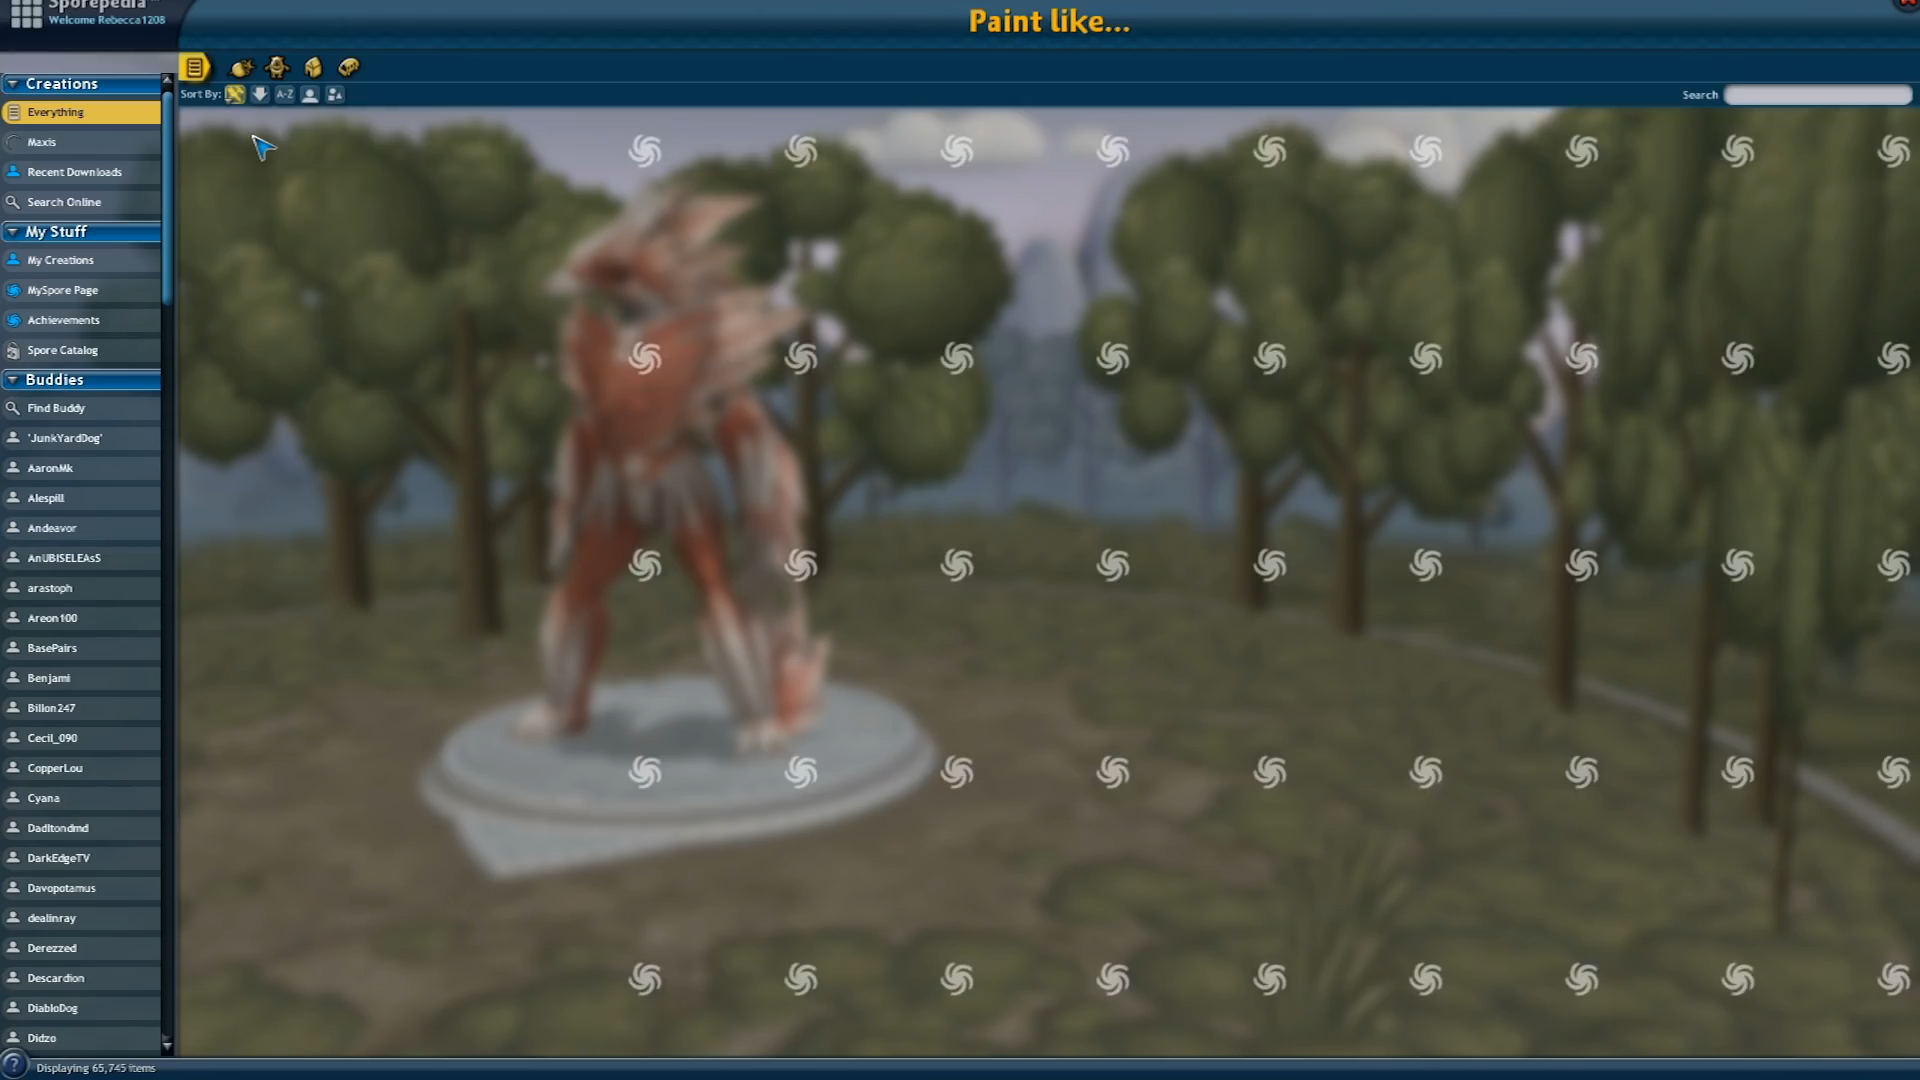 Sporepedia
Welcome Rebecca1208
Paint like...
Sort By: A-Z
Search
Creations
Everything
Maxis
Recent Downloads
Search Online
My Stuff
My Creations
MySpore Page
Achievements
Spore Catalog
Buddies
Find Buddy
'JunkYardDog'
AaronMk
Alespill
Andeavor
AnUBISELEAsS
arastoph
Areon100
BasePairs
Benjami
Billon247
Cecil_090
CopperLou
Cyana
Dadltondmd
DarkEdgeTV
Davopotamus
dealinray
Derezzed
Descardion
DiabloDog
Didzo
? Displaying 65,745 items